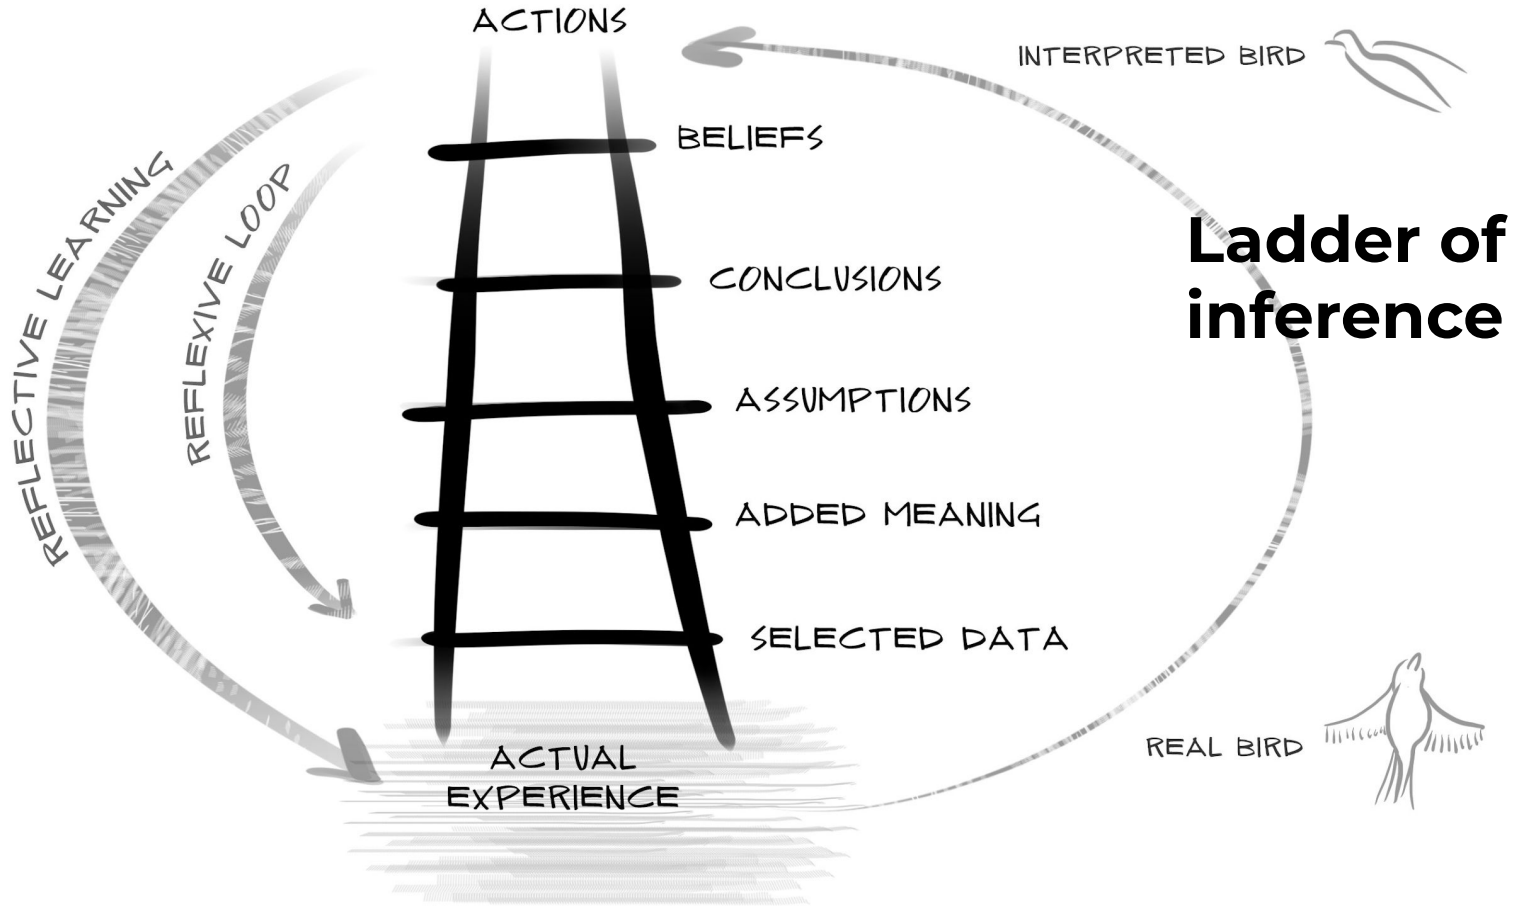 ACTIONS
INTERPRETED BIRD
BELIEFS
REFLECTIVE LEARNING
REFLEXIVE LOOP
Ladder of
inference
CONCLUSIONS
ASSUMPTIONS
ADDED MEANING
SELECTED DATA
REAL BIRD
ACTUAL
EXPERIENCE